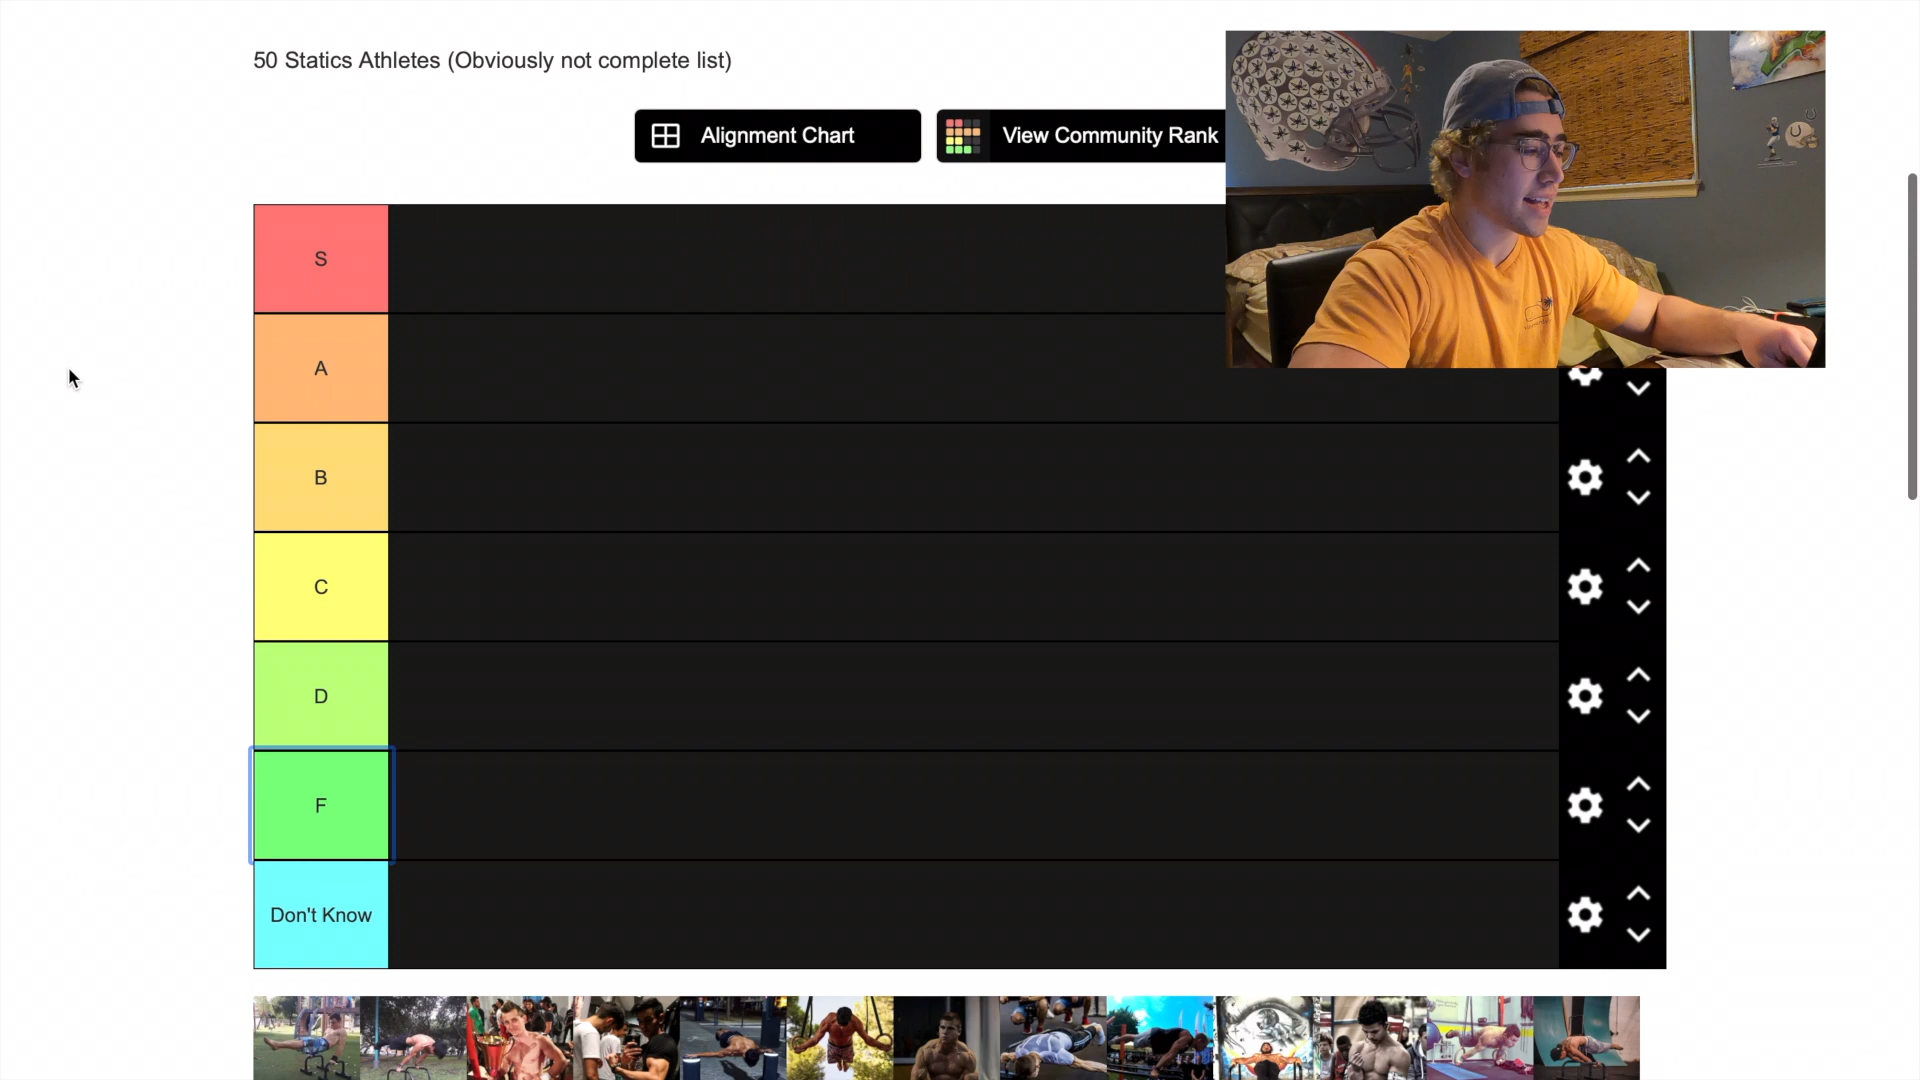 50 Statics Athletes (Obviously not complete list)
Alignment Chart
View Community Rank
S
A
B
C
D
F
Don't Know